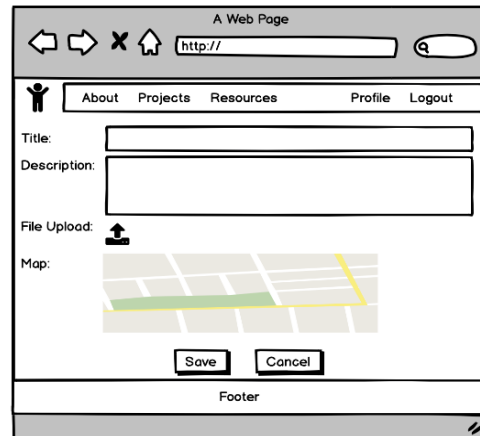 A Web Page
http://
About Projects Resources Profile Logout
Title:
Description:
File Upload:
Map:
Save Cancel
Footer